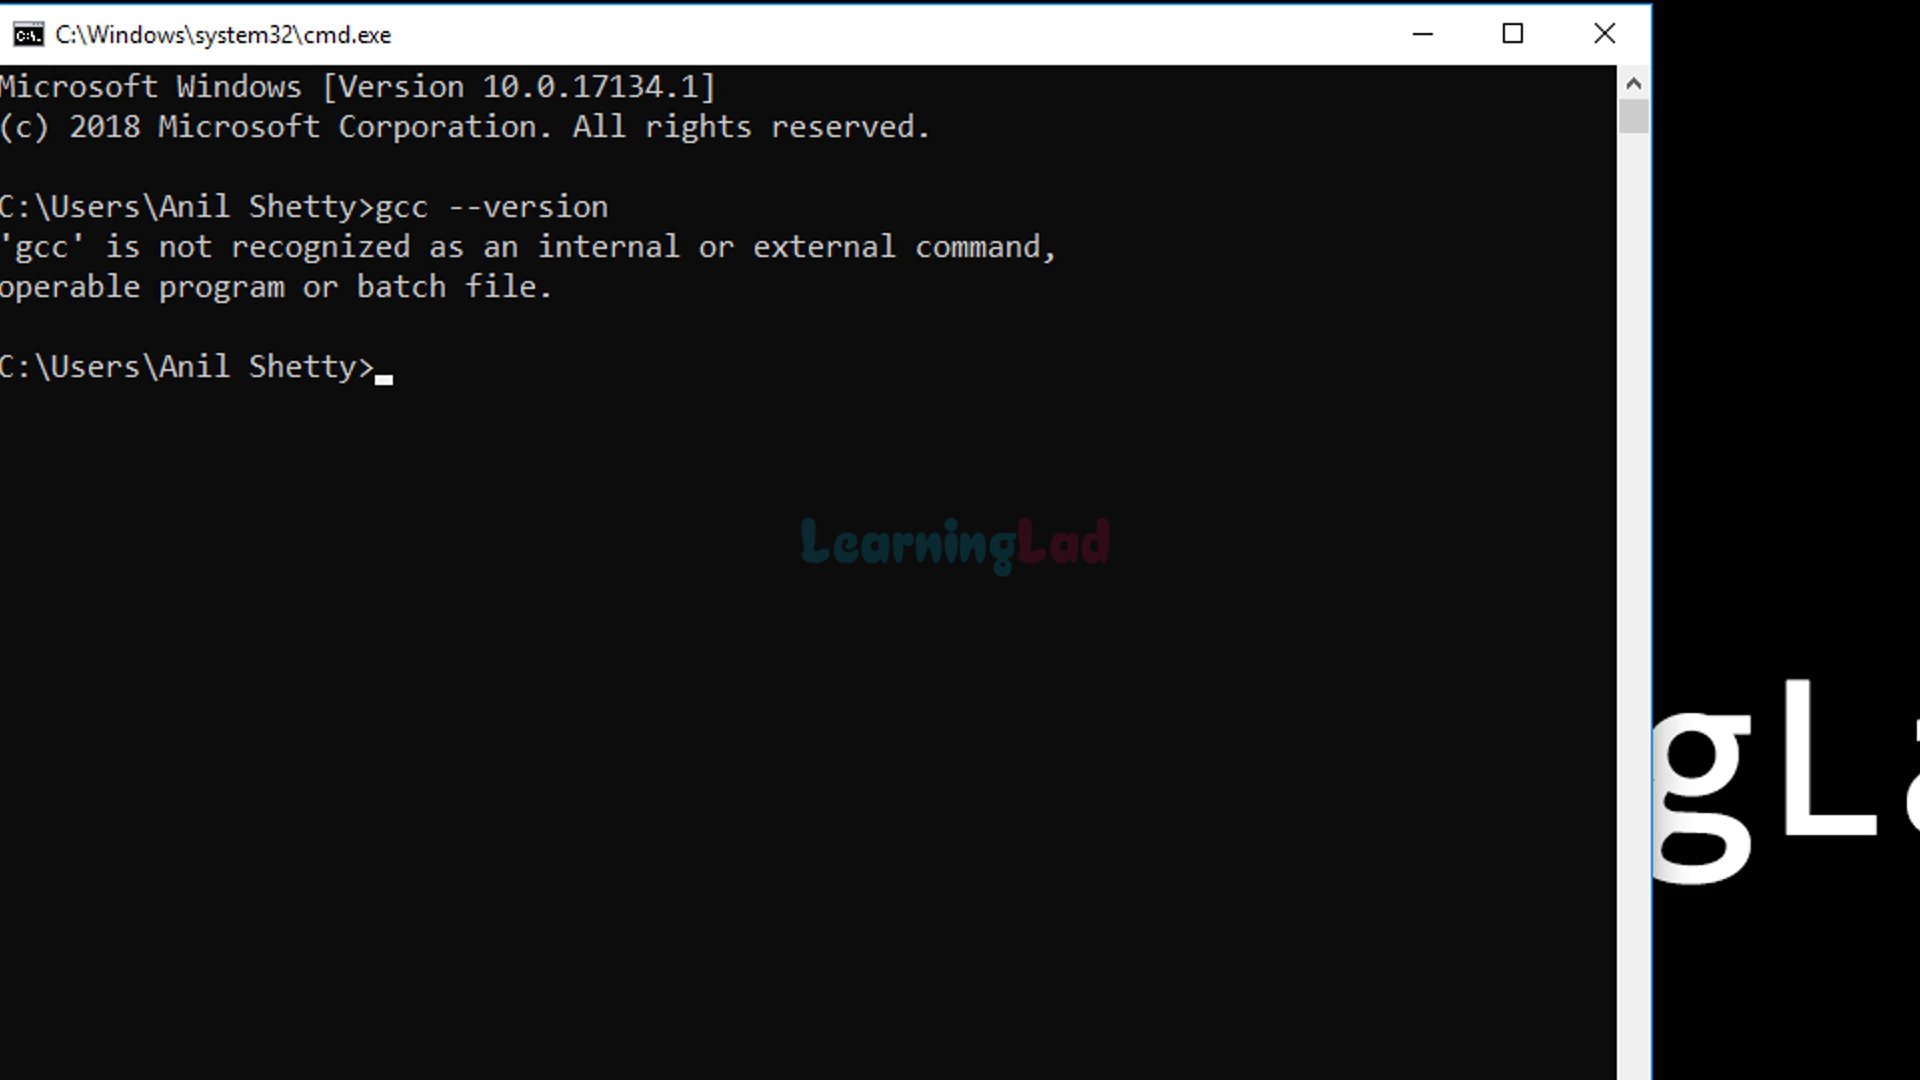 C:\Windows\system32\cmd.exe
Microsoft Windows [Version 10.0.17134.1]
(c) 2018 Microsoft Corporation. All rights reserved.
C:\Users\Anil Shetty>gcc --version
'gcc' is not recognized as an internal or external command,
operable program or batch file.
C:\Users\Anil Shetty>
LearningLad
gLa